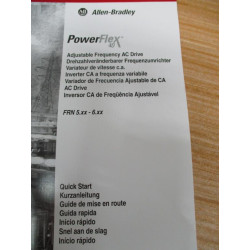 Allen-Bradley
PowerFlex
Adjustable Frequency AC Drive
Drehzahlveränderbarer Frequenzumrichter
Variateur de vitesse c.a.
Inverter CA a frequenza variabile
Variador de Frecuencia Ajustable de CA
AC Drive
Inversor CA de Freqüência Ajustável
FRN 5.xx - 6.xx
Quick Start
Kurzanleitung
Guide de mise en route
Guida rapida
Inicio rápido
Snel aan de slag
Início rápido